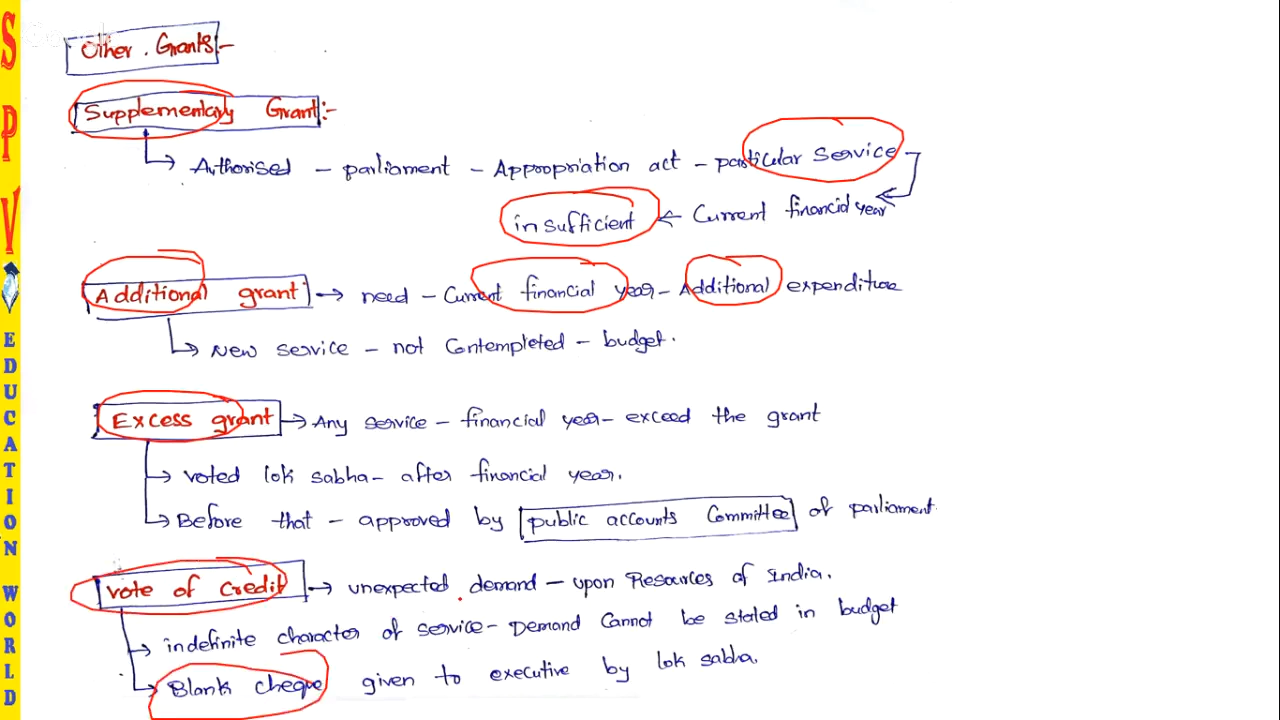 SPV EDUCATION WORLD
Other. Grants:-
Supplementary Grant:-
Authorised - parliament - Appropriation act - particular service
insufficient ← Current financial year
Additional grant → need - Current financial year - Additional expenditure
New service - not Contempleted - budget.
Excess grant → Any service - financial year - exceed the grant
voted lok sabha - after financial year.
Before that - approved by public accounts Committee of parliament
vote of credit → unexpected demand - upon Resources of India.
indefinite character of service - Demand Cannot be stated in budget
Blank cheque given to executive by lok sabha.